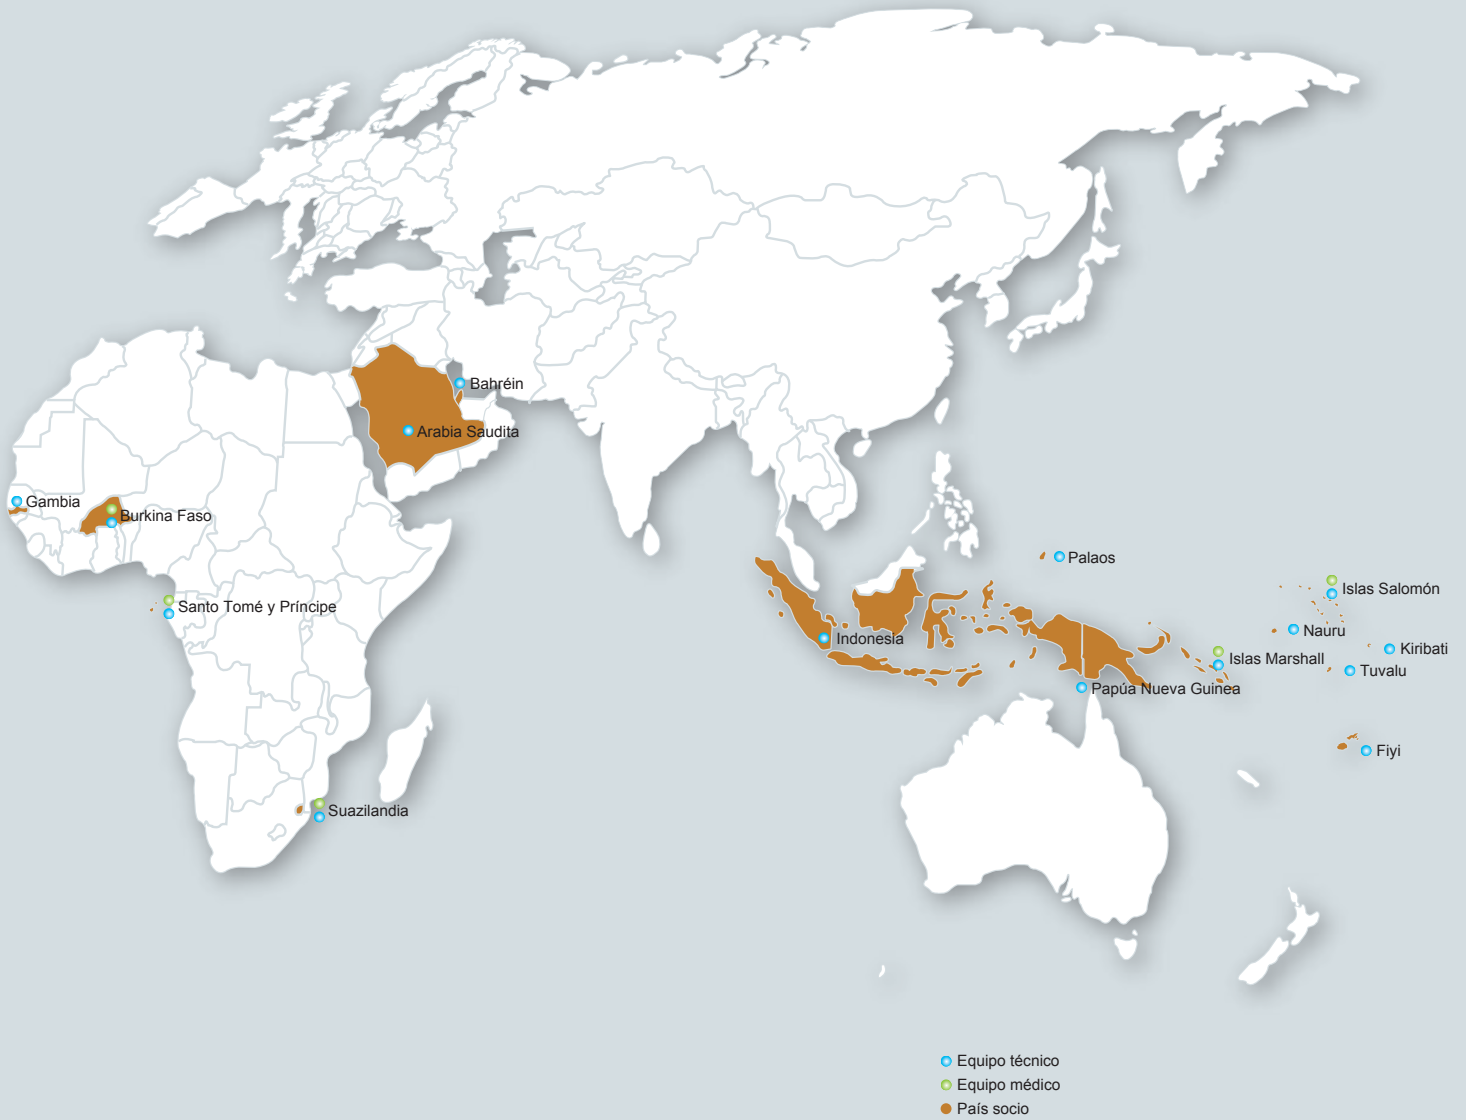 Bahréin
Arabia Saudita
Gambia
Burkina Faso
Palaos
Islas Salomón
Santo Tomé y Príncipe
Nauru
Indonesia
Kiribati
Islas Marshall
Tuvalu
Papúa Nueva Guinea
Fiyi
Suazilandia
Equipo técnico
Equipo médico
País socio